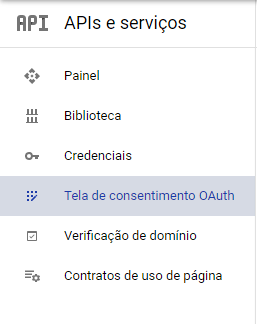 API APIs e serviços
Painel
Biblioteca
Credenciais
Tela de consentimento OAuth
Verificação de domínio
Contratos de uso de página